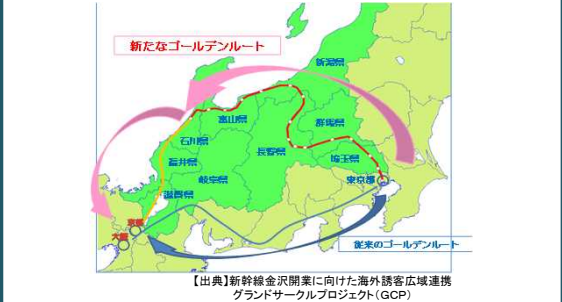 新たなゴールデンルート
新潟県
富山県
群馬県
石川県
長野県
埼玉県
福井県
岐阜県
東京都
滋賀県
京都
大阪
従来のゴールデンルート
【出典】新幹線金沢開業に向けた海外誘客広域連携
グランドサークルプロジェクト(GCP)